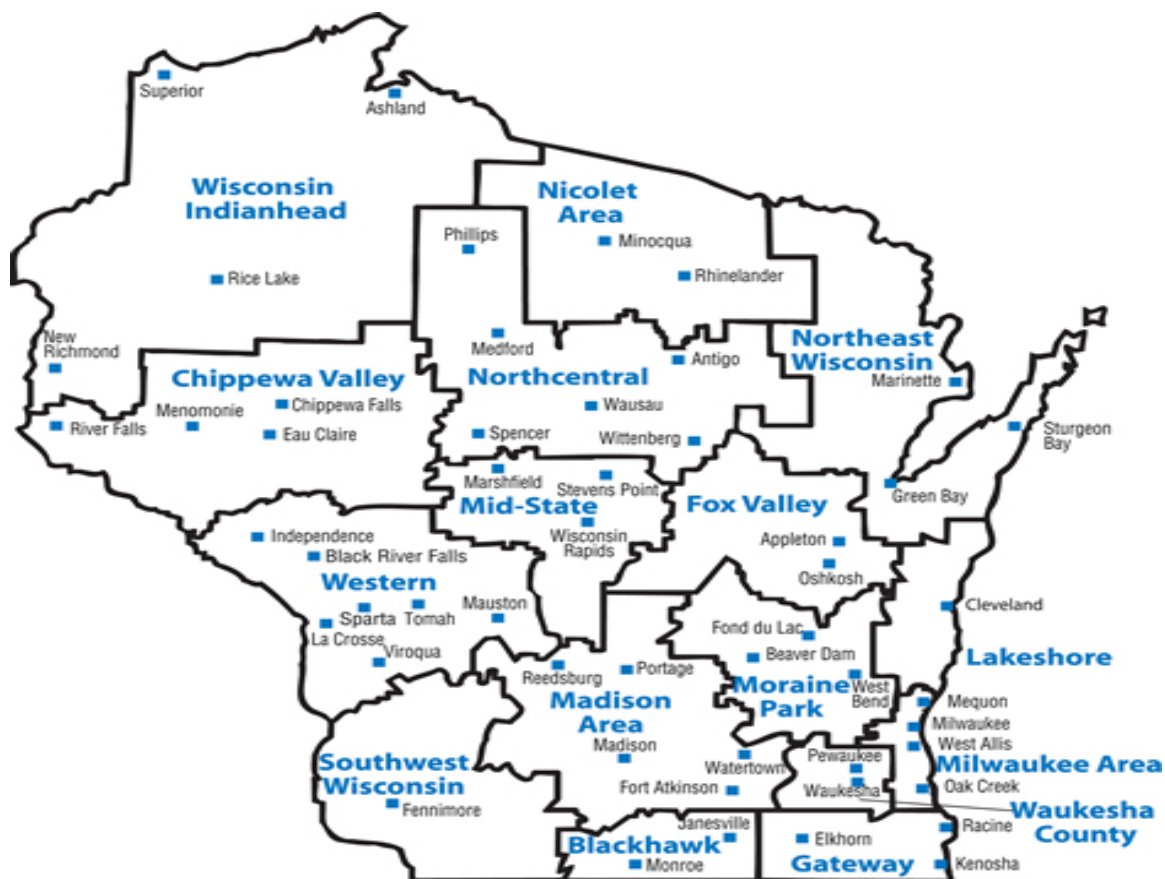 Superior
Ashland
Wisconsin
Indianhead
Nicolet
Area
Phillips
Minocqua
Rhinelander
Rice Lake
New
Richmond
Medford
Antigo
Northeast
Wisconsin
Marinette
Chippewa Valley
Northcentral
Menomonie
Chippewa Falls
Wausau
River Falls
Eau Claire
Spencer
Wittenberg
Sturgeon
Bay
Marshfield
Stevens Point
Green Bay
Mid-State
Fox Valley
Wisconsin
Rapids
Independence
Black River Falls
Appleton
Oshkosh
Western
Sparta
Tomah
Mauston
La Crosse
Viroqua
Cleveland
Fond du Lac
Beaver Dam
Lakeshore
Reedsburg
Portage
Moraine
Park
West
Bend
Madison
Area
Mequon
Milwaukee
West Allis
Milwaukee Area
Madison
Watertown
Pewaukee
Waukesha
Oak Creek
Fort Atkinson
Southwest
Wisconsin
Fennimore
Waukesha
County
Janesville
Blackhawk
Monroe
Elkhorn
Gateway
Racine
Kenosha